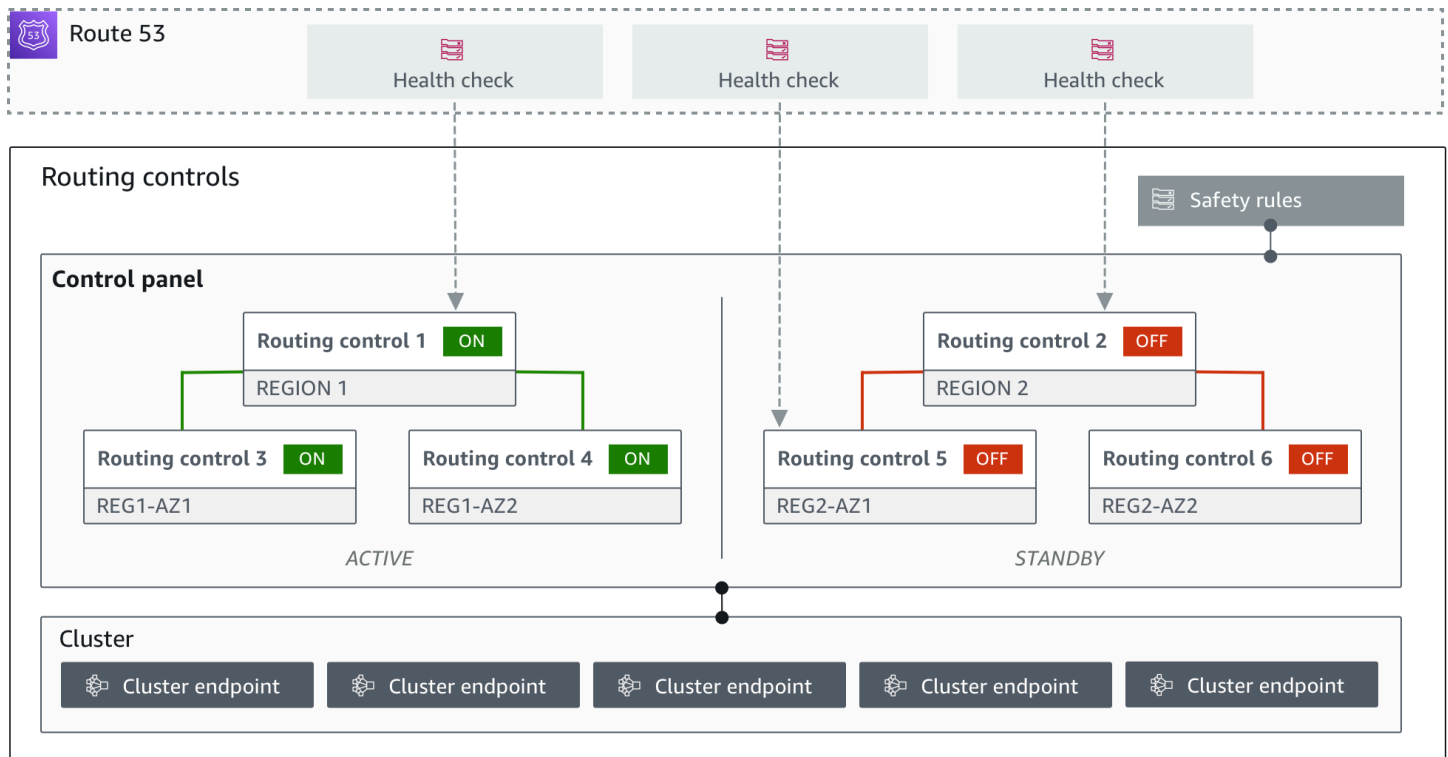 53
Route 53
Health check
Health check
Health check
Routing controls
Safety rules
Control panel
Routing control 1
ON
REGION 1
Routing control 2
OFF
REGION 2
Routing control 3
ON
REG1-AZ1
Routing control 4
ON
REG1-AZ2
Routing control 5
OFF
REG2-AZ1
Routing control 6
OFF
REG2-AZ2
ACTIVE
STANDBY
Cluster
Cluster endpoint
Cluster endpoint
Cluster endpoint
Cluster endpoint
Cluster endpoint